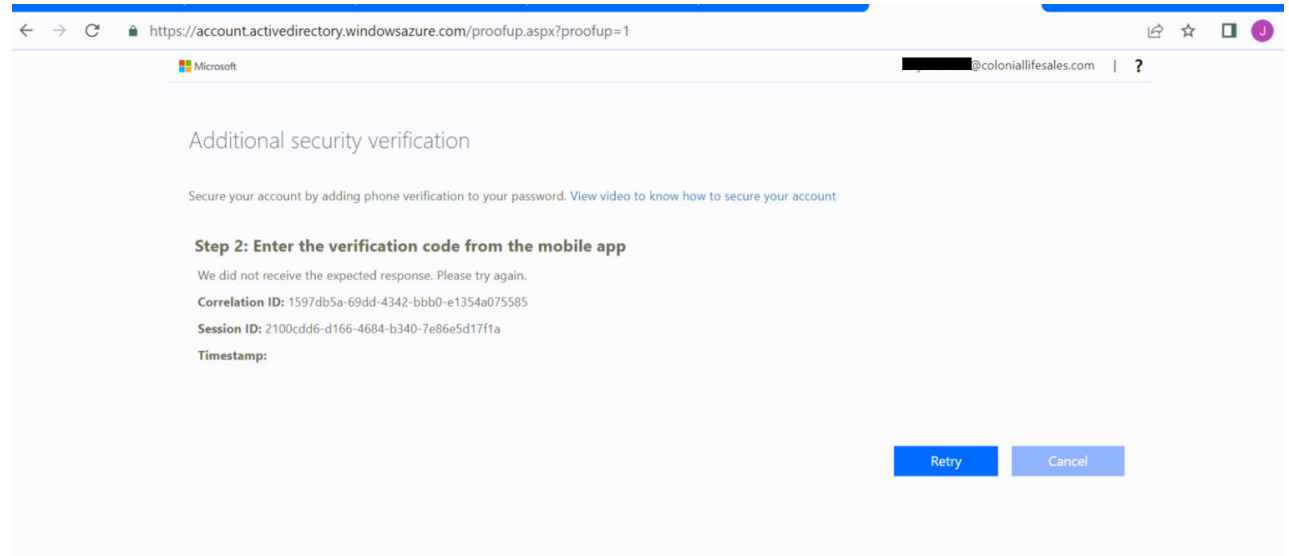 https://account.activedirectory.windowsazure.com/proofup.aspx?proofup=1
J
Microsoft
@coloniallifesales.com | ?
Additional security verification
Secure your account by adding phone verification to your password. View video to know how to secure your account
Step 2: Enter the verification code from the mobile app
We did not receive the expected response. Please try again.
Correlation ID: 1597db5a-69dd-4342-bbb0-e1354a075585
Session ID: 2100cdd6-d166-4684-b340-7e86e5d17f1a
Timestamp:
Retry Cancel